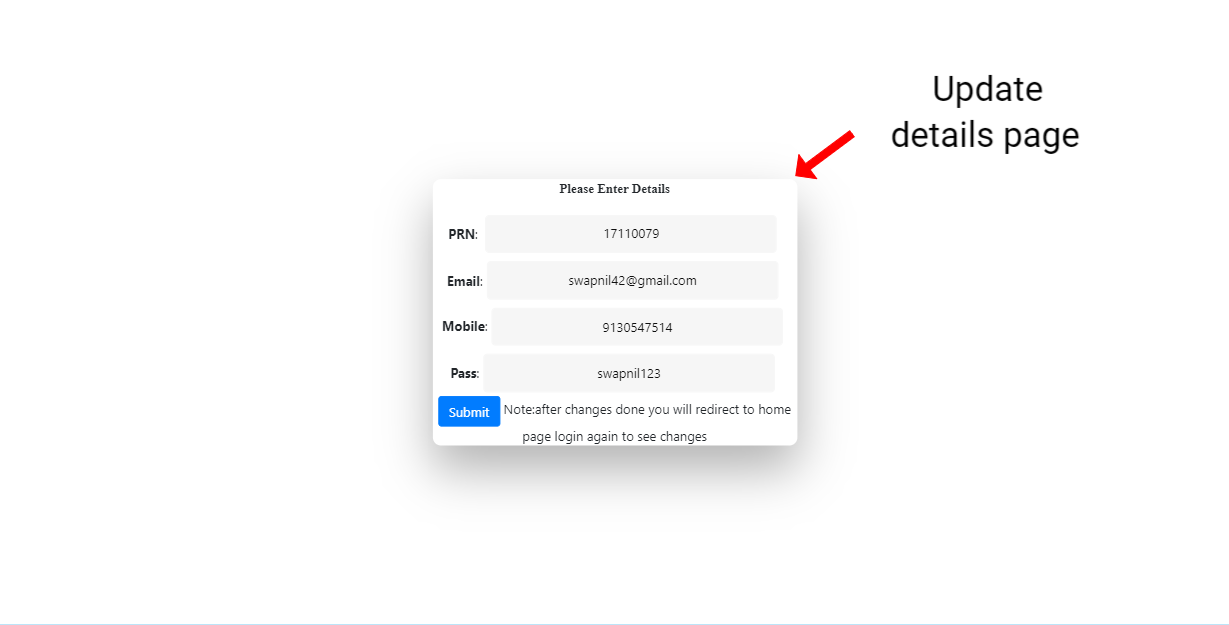 Update
details page
Please Enter Details
PRN: 17110079
Email: swapnil42@gmail.com
Mobile: 9130547514
Pass: swapnil123
Submit Note:after changes done you will redirect to home
page login again to see changes